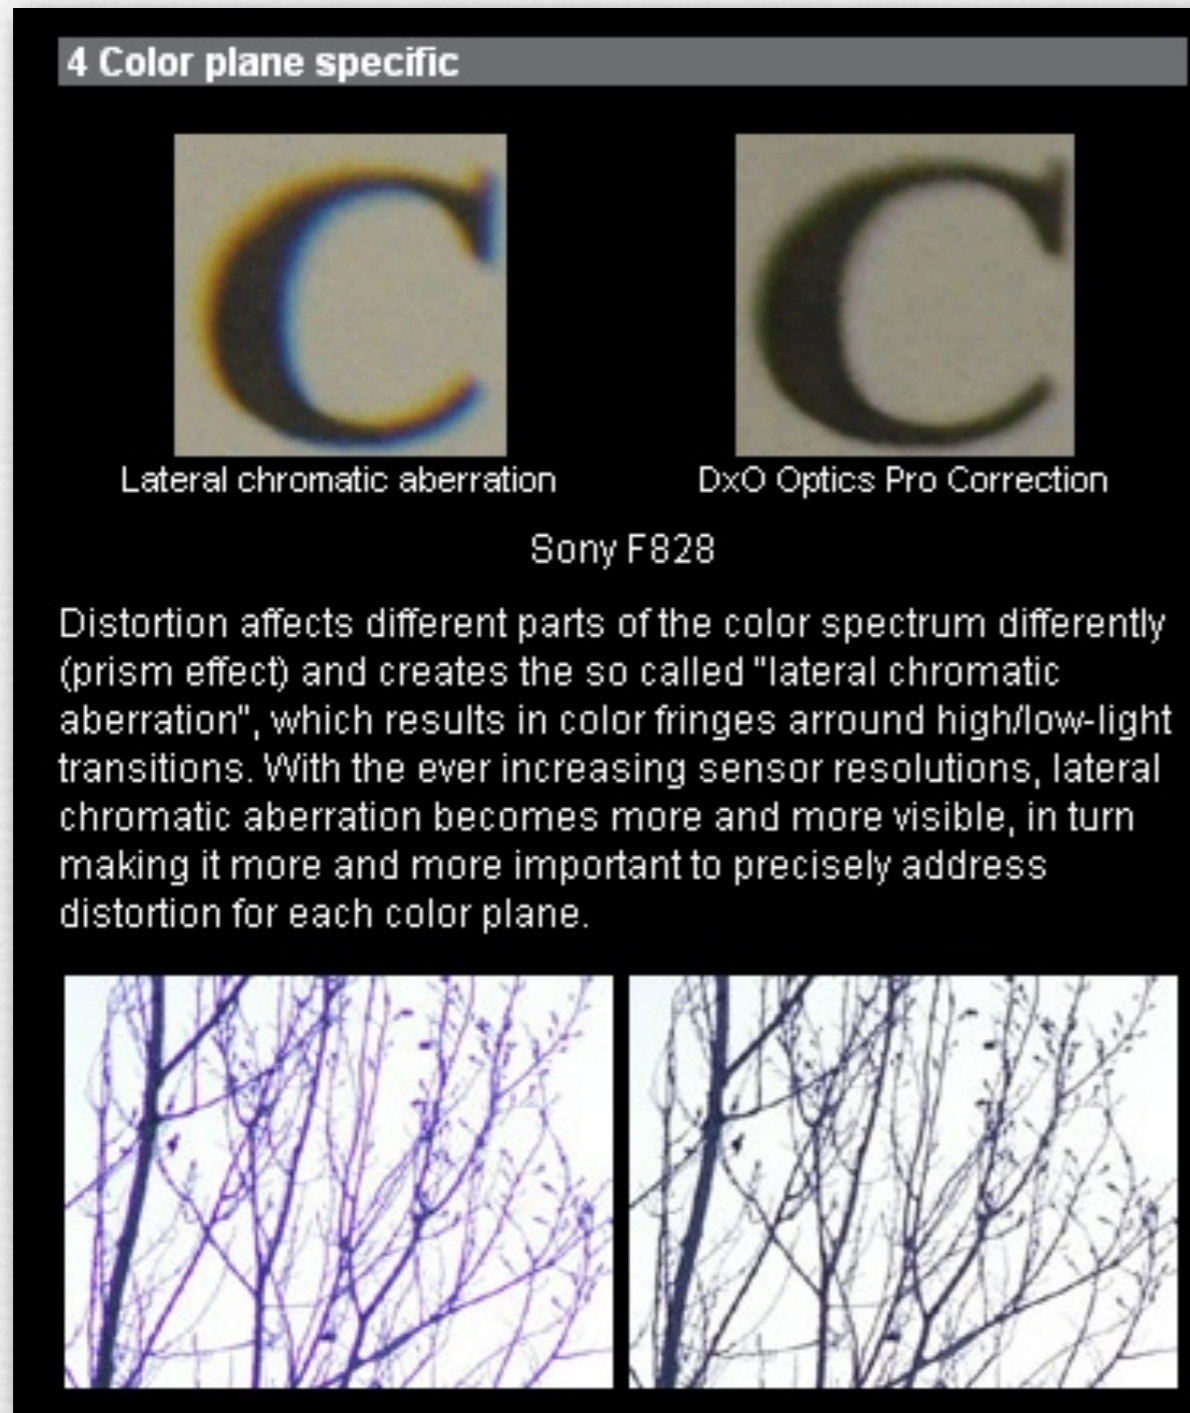 4 Color plane specific
C
C
Lateral chromatic aberration
DxO Optics Pro Correction
Sony F828
Distortion affects different parts of the color spectrum differently
(prism effect) and creates the so called "lateral chromatic
aberration", which results in color fringes arround high/low-light
transitions. With the ever increasing sensor resolutions, lateral
chromatic aberration becomes more and more visible, in turn
making it more and more important to precisely address
distortion for each color plane.